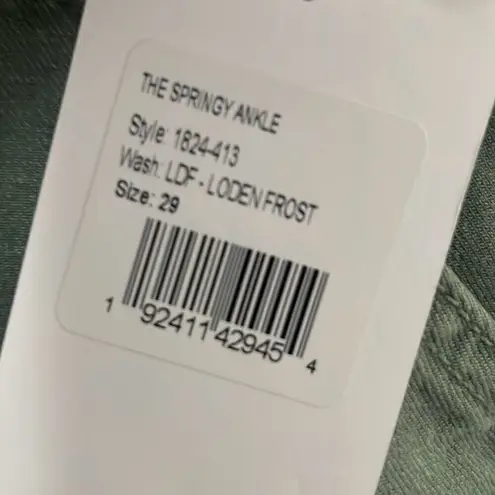 THE SPRINGY ANKLE
Style: 1824-413
Wash: LDF - LODEN FROST
Size: 29
1 92411 42945 4